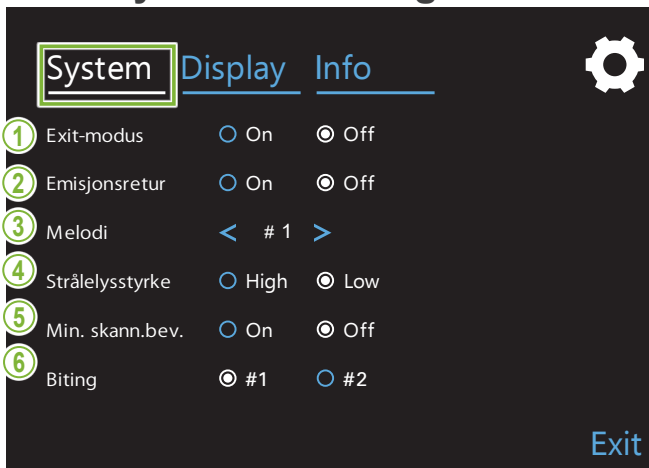 System Display Info
1 Exit-modus On Off
2 Emisjonsretur On Off
3 Melodi < # 1 >
4 Strålelysstyrke High Low
5 Min. skann.bev. On Off
6 Biting #1 #2
Exit